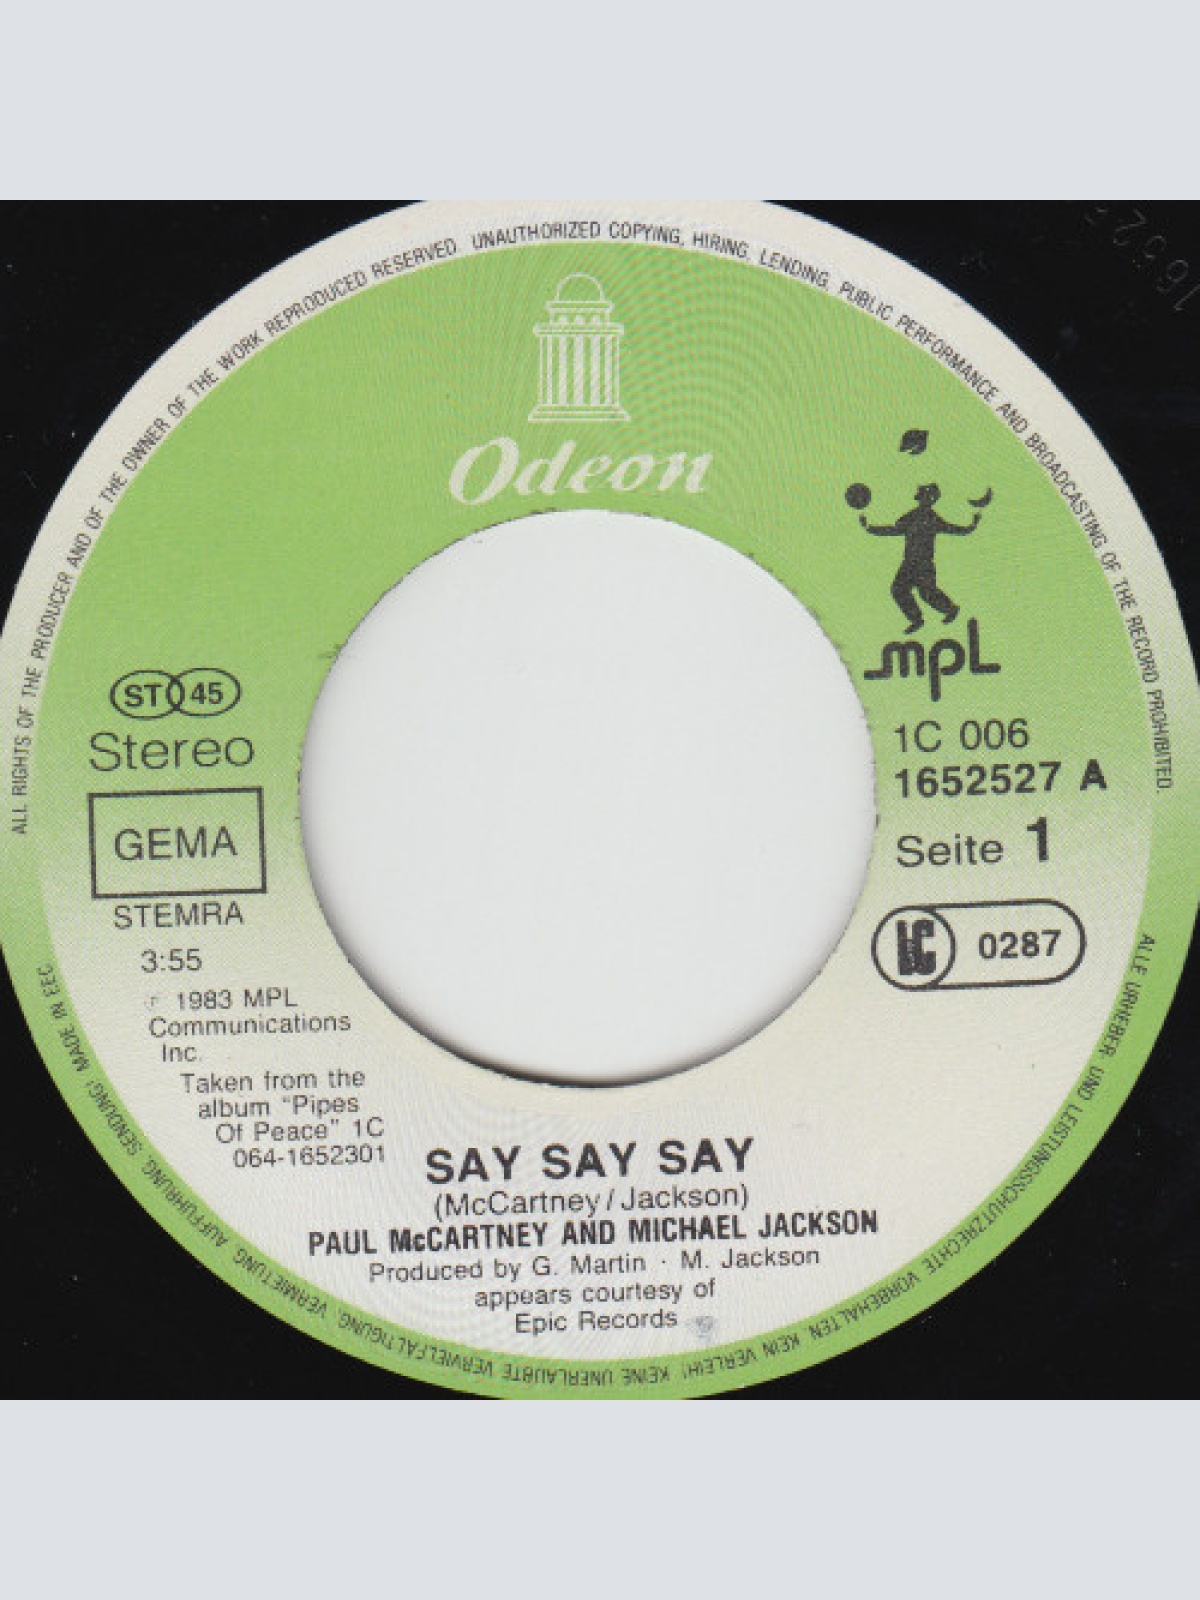 ALL RIGHTS OF THE PRODUCER AND OF THE OWNER OF THE WORK REPRODUCED RESERVED. UNAUTHORIZED COPYING, HIRING, LENDING, PUBLIC PERFORMANCE AND BROADCASTING OF THE RECORD PROHIBITED.
Odeon
mpl
ST 45
Stereo
GEMA
STEMRA
3:55
℗ 1983 MPL
Communications
Inc.
Taken from the
album "Pipes
Of Peace" 1C
064-1652301
1C 006
1652527 A
Seite 1
LC 0287
SAY SAY SAY
(McCartney/Jackson)
PAUL McCARTNEY AND MICHAEL JACKSON
Produced by G. Martin · M. Jackson
appears courtesy of
Epic Records
ALLE URHEBER- UND LEISTUNGSSCHUTZRECHTE VORBEHALTEN. KEIN VERLEIH! KEINE UNERLAUBTE VERVIELFÄLTIGUNG, VERMIETUNG, AUFFÜHRUNG, SENDUNG! MADE IN EEC